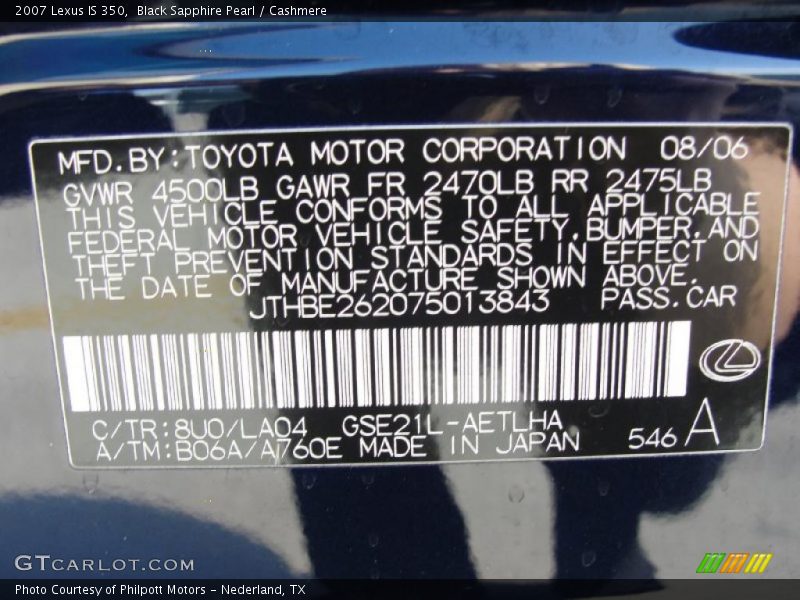 2007 Lexus IS 350, Black Sapphire Pearl / Cashmere
MFD.BY:TOYOTA MOTOR CORPORATION 08/06
GVWR 4500LB GAWR FR 2470LB RR 2475LB
THIS VEHICLE CONFORMS TO ALL APPLICABLE
FEDERAL MOTOR VEHICLE SAFETY,BUMPER,AND
THEFT PREVENTION STANDARDS IN EFFECT ON
THE DATE OF MANUFACTURE SHOWN ABOVE.
JTHBE262075013843 PASS.CAR
C/TR:8U0/LA04 GSE21L-AETLHA
A/TM:B06A/A760E MADE IN JAPAN 546 A
GTCARLOT.COM
Photo Courtesy of Philpott Motors - Nederland, TX